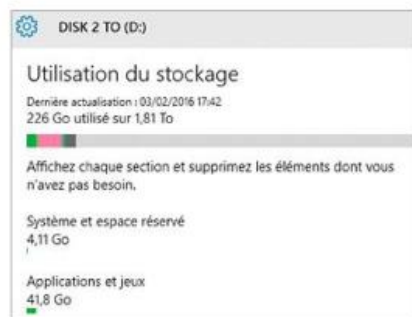 DISK 2 TO (D:)
Utilisation du stockage
Dernière actualisation : 03/02/2016 17:42
226 Go utilisé sur 1,81 To
Affichez chaque section et supprimez les éléments dont vous
n'avez pas besoin.
Système et espace réservé
4,11 Go
Applications et jeux
41,8 Go